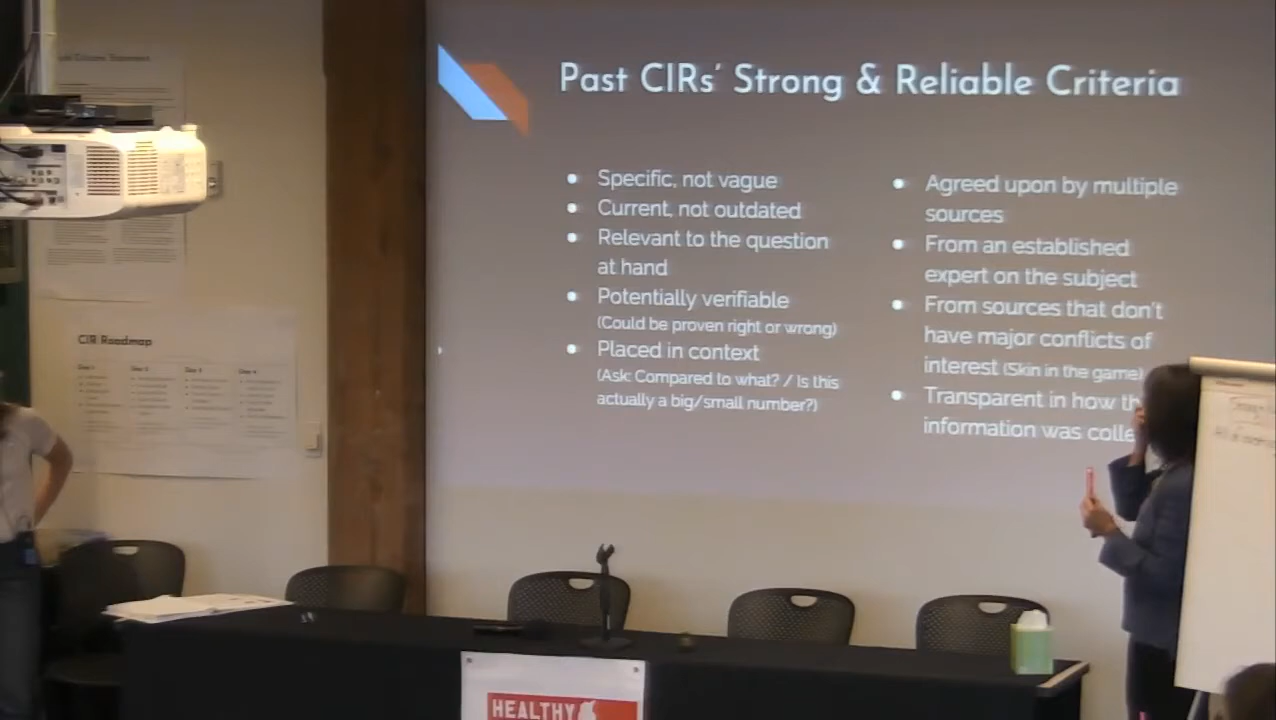 Past CIRs' Strong & Reliable Criteria
Specific, not vague
Current, not outdated
Relevant to the question
at hand
Potentially verifiable
(Could be proven right or wrong)
Placed in context
(Ask: Compared to what? / Is this
actually a big/small number?)
Agreed upon by multiple
sources
From an established
expert on the subject
From sources that don't
have major conflicts of
interest (Skin in the game)
Transparent in how th
information was colle
CIR Roadmap
HEALTHY